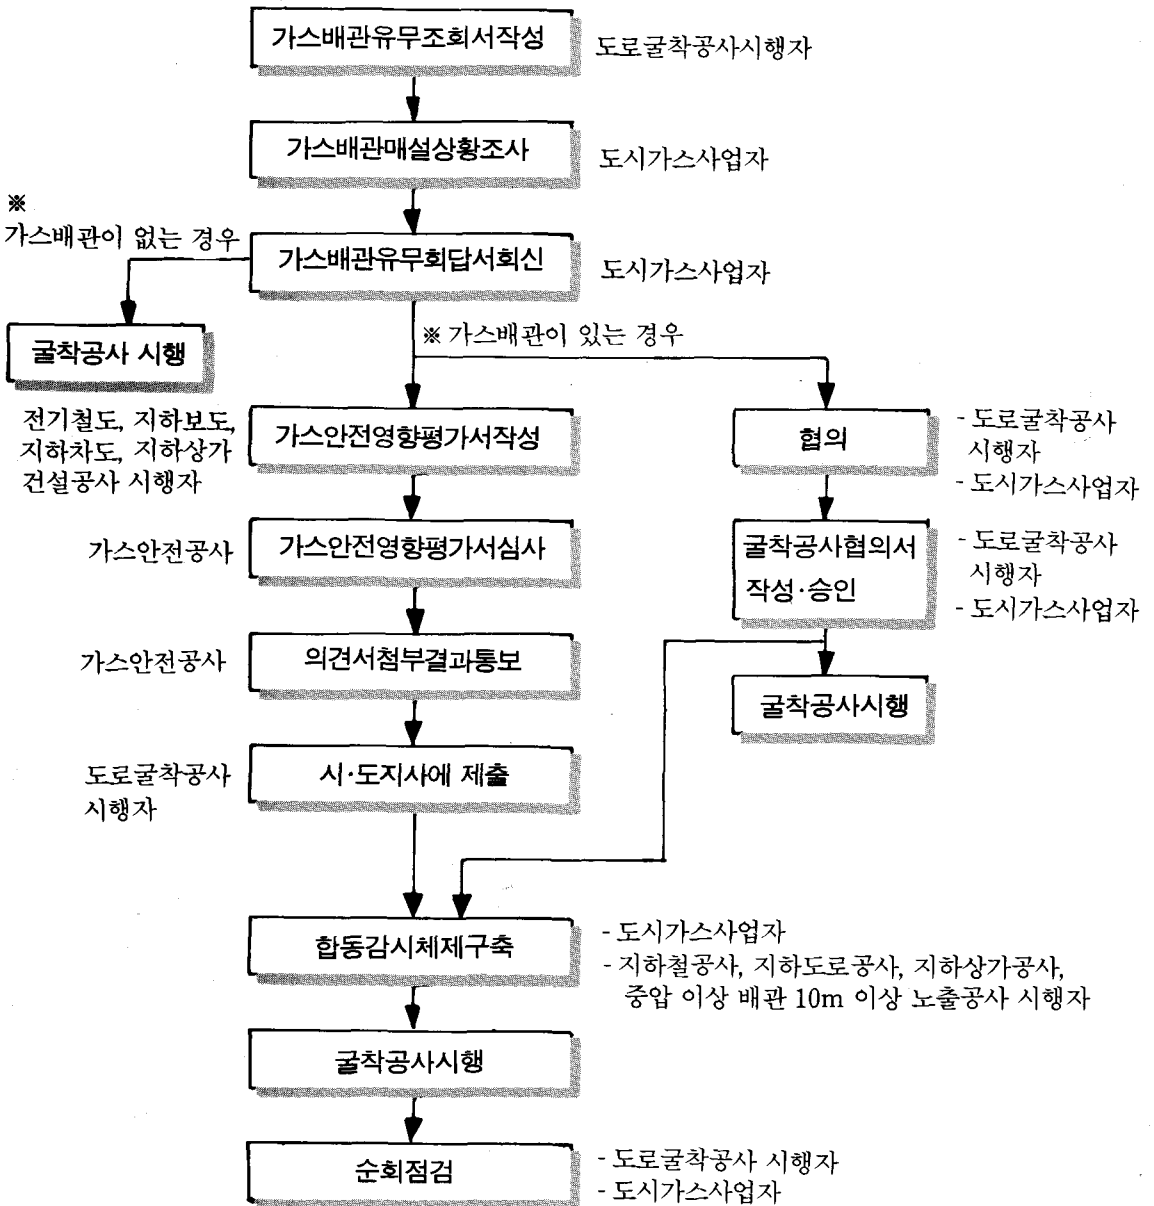 가스배관유무조회서작성
도로굴착공사시행자
가스배관매설상황조사
도시가스사업자
※
가스배관이 없는 경우
가스배관유무회답서회신
도시가스사업자
굴착공사 시행
※ 가스배관이 있는 경우
전기철도, 지하보도,
지하차도, 지하상가
건설공사 시행자
가스안전영향평가서작성
협의
- 도로굴착공사
시행자
- 도시가스사업자
가스안전공사
가스안전영향평가서심사
굴착공사협의서
작성·승인
- 도로굴착공사
시행자
- 도시가스사업자
가스안전공사
의견서첨부결과통보
굴착공사시행
도로굴착공사
시행자
시·도지사에 제출
합동감시체제구축
- 도시가스사업자
- 지하철공사, 지하도로공사, 지하상가공사,
중압 이상 배관 10m 이상 노출공사 시행자
굴착공사시행
순회점검
- 도로굴착공사 시행자
- 도시가스사업자